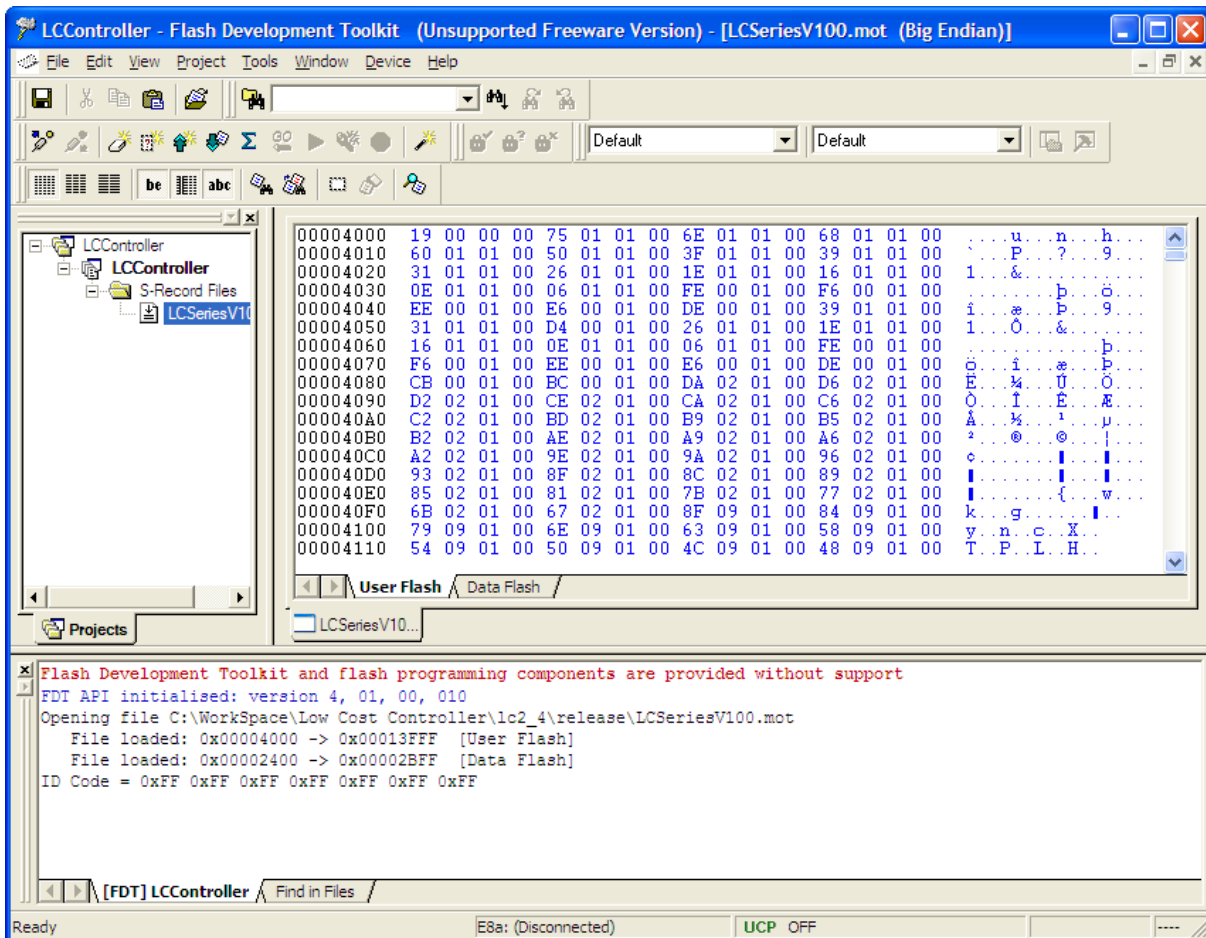 LCController - Flash Development Toolkit (Unsupported Freeware Version) - [LCSeriesV100.mot (Big Endian)]
File Edit View Project Tools Window Device Help
Default Default
be abc
LCController
LCController
S-Record Files
LCSeriesV10
Projects
00004000 19 00 00 00 75 01 01 00 6E 01 01 00 68 01 01 00 ....u...n...h...
00004010 60 01 01 00 50 01 01 00 3F 01 01 00 39 01 01 00 `...P...?...9...
00004020 31 01 01 00 26 01 01 00 1E 01 01 00 16 01 01 00 1...&...........
00004030 0E 01 01 00 06 01 01 00 FE 00 01 00 F6 00 01 00 ........þ...ö...
00004040 EE 00 01 00 E6 00 01 00 DE 00 01 00 39 01 01 00 î...æ...Þ...9...
00004050 31 01 01 00 D4 00 01 00 26 01 01 00 1E 01 01 00 1...Ô...&.......
00004060 16 01 01 00 0E 01 01 00 06 01 01 00 FE 00 01 00 ............þ...
00004070 F6 00 01 00 EE 00 01 00 E6 00 01 00 DE 00 01 00 ö...î...æ...Þ...
00004080 CB 00 01 00 BC 00 01 00 DA 02 01 00 D6 02 01 00 Ë...¼...Ú...Ö...
00004090 D2 02 01 00 CE 02 01 00 CA 02 01 00 C6 02 01 00 Ò...Î...Ê...Æ...
000040A0 C2 02 01 00 BD 02 01 00 B9 02 01 00 B5 02 01 00 Â...½...¹...µ...
000040B0 B2 02 01 00 AE 02 01 00 A9 02 01 00 A6 02 01 00 ²...®...©...¦...
000040C0 A2 02 01 00 9E 02 01 00 9A 02 01 00 96 02 01 00 ¢.......▌...▌...
000040D0 93 02 01 00 8F 02 01 00 8C 02 01 00 89 02 01 00 ▌.......▌...▌...
000040E0 85 02 01 00 81 02 01 00 7B 02 01 00 77 02 01 00 ▌.......{...w...
000040F0 6B 02 01 00 67 02 01 00 8F 09 01 00 84 09 01 00 k...g......▌..
00004100 79 09 01 00 6E 09 01 00 63 09 01 00 58 09 01 00 y..n..c..X..
00004110 54 09 01 00 50 09 01 00 4C 09 01 00 48 09 01 00 T..P..L..H..
User Flash Data Flash
LCSeriesV10...
Flash Development Toolkit and flash programming components are provided without support
FDT API initialised: version 4, 01, 00, 010
Opening file C:\WorkSpace\Low Cost Controller\lc2_4\release\LCSeriesV100.mot
File loaded: 0x00004000 -> 0x00013FFF [User Flash]
File loaded: 0x00002400 -> 0x00002BFF [Data Flash]
ID Code = 0xFF 0xFF 0xFF 0xFF 0xFF 0xFF 0xFF
[FDT] LCController Find in Files
Ready E8a: (Disconnected) UCP OFF ----